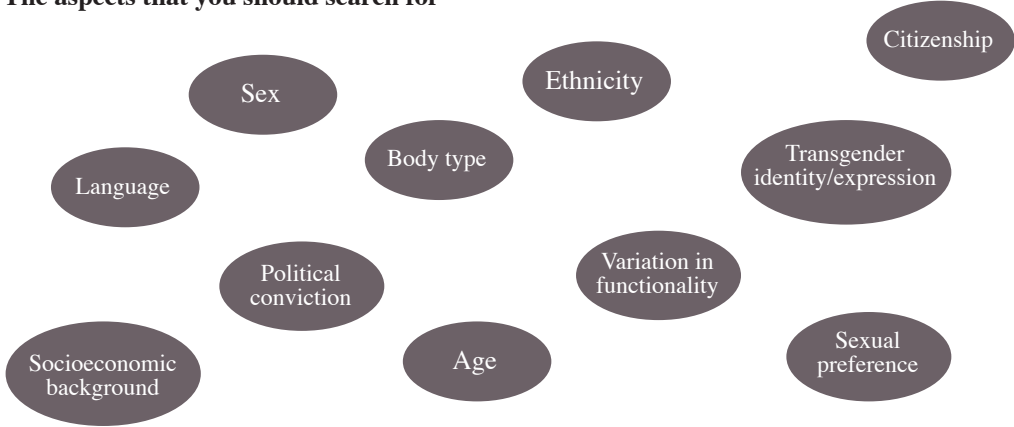 The aspects that you should search for
Citizenship
Ethnicity
Sex
Body type
Transgender
identity/expression
Language
Variation in
functionality
Political
conviction
Sexual
preference
Age
Socioeconomic
background